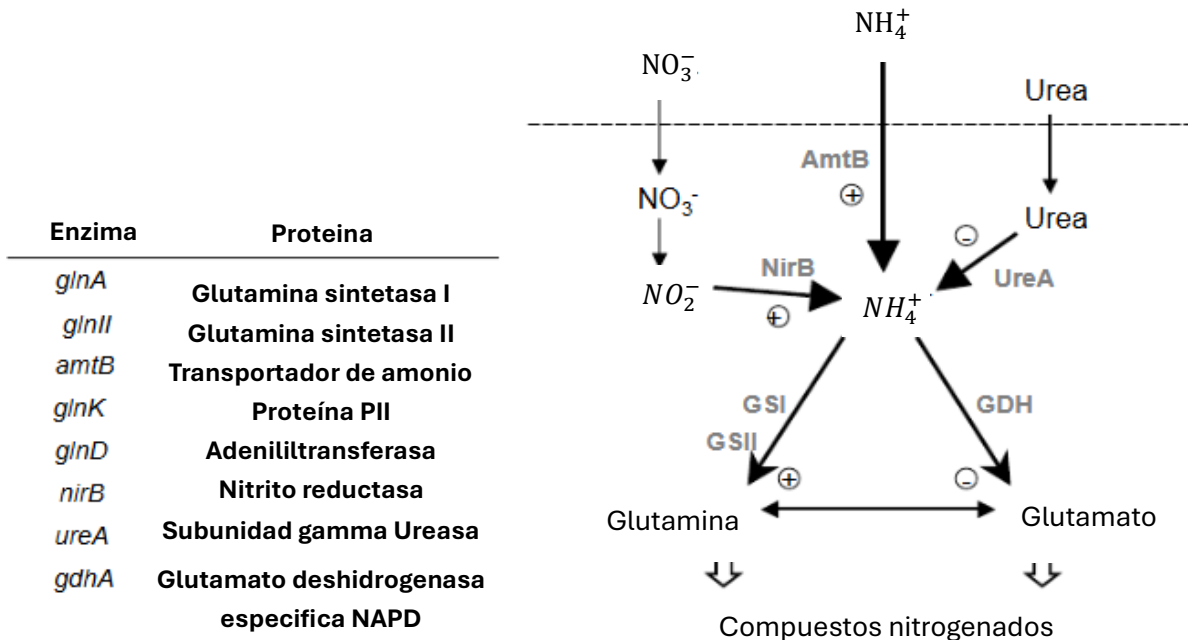 Enzima Proteina
glnA Glutamina sintetasa I
glnII Glutamina sintetasa II
amtB Transportador de amonio
glnK Proteína PII
glnD Adenililtransferasa
nirB Nitrito reductasa
ureA Subunidad gamma Ureasa
gdhA Glutamato deshidrogenasa
especifica NAPD
NH₄⁺
NO₃⁻
Urea
AmtB
+
NO₃⁻
Urea
-
NirB
UreA
NO₂⁻
+
NH₄⁺
GSI
GSII
GDH
+
-
Glutamina
Glutamato
Compuestos nitrogenados